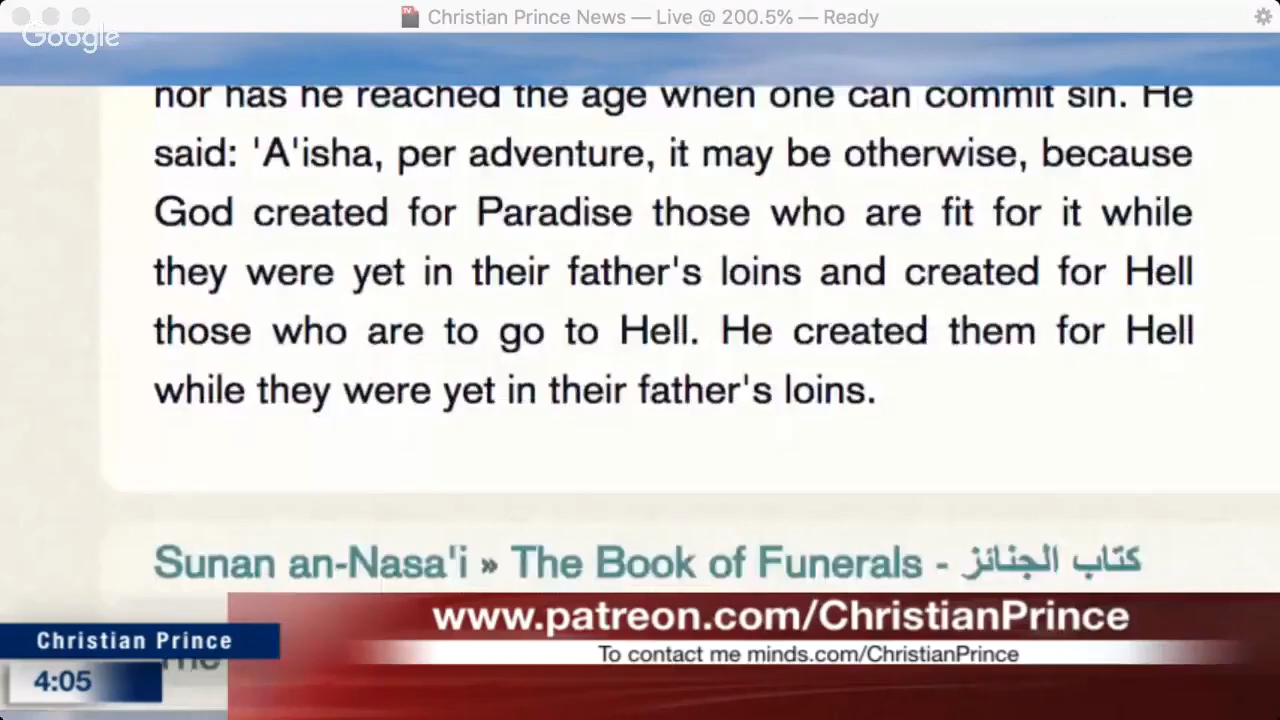 Christian Prince News — Live @ 200.5% — Ready
Google
nor has he reached the age when one can commit sin. He
said: 'A'isha, per adventure, it may be otherwise, because
God created for Paradise those who are fit for it while
they were yet in their father's loins and created for Hell
those who are to go to Hell. He created them for Hell
while they were yet in their father's loins.
Sunan an-Nasa'i » The Book of Funerals - كتاب الجنائز
www.patreon.com/ChristianPrince
Christian Prince
To contact me minds.com/ChristianPrince
4:05